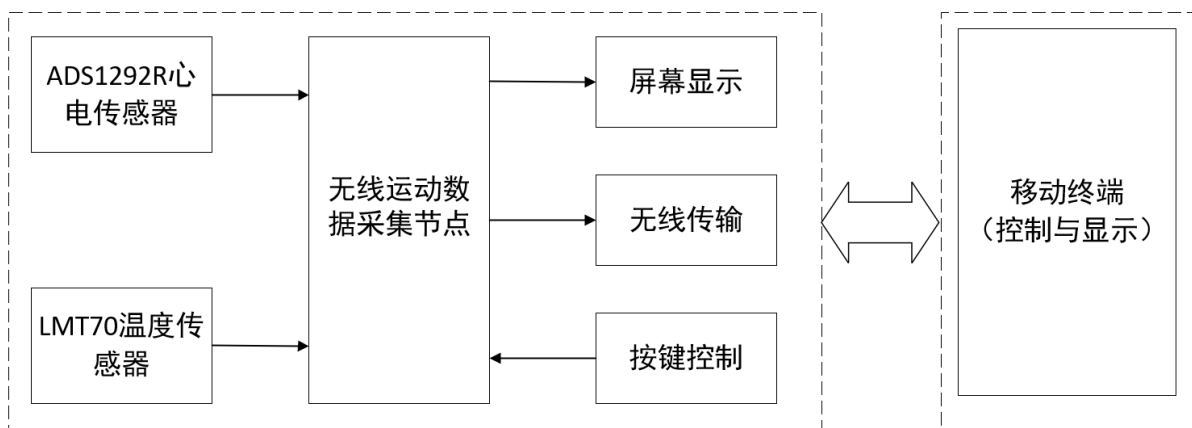 ADS1292R心
电传感器
LMT70温度传
感器
无线运动数
据采集节点
屏幕显示
无线传输
按键控制
移动终端
（控制与显示）